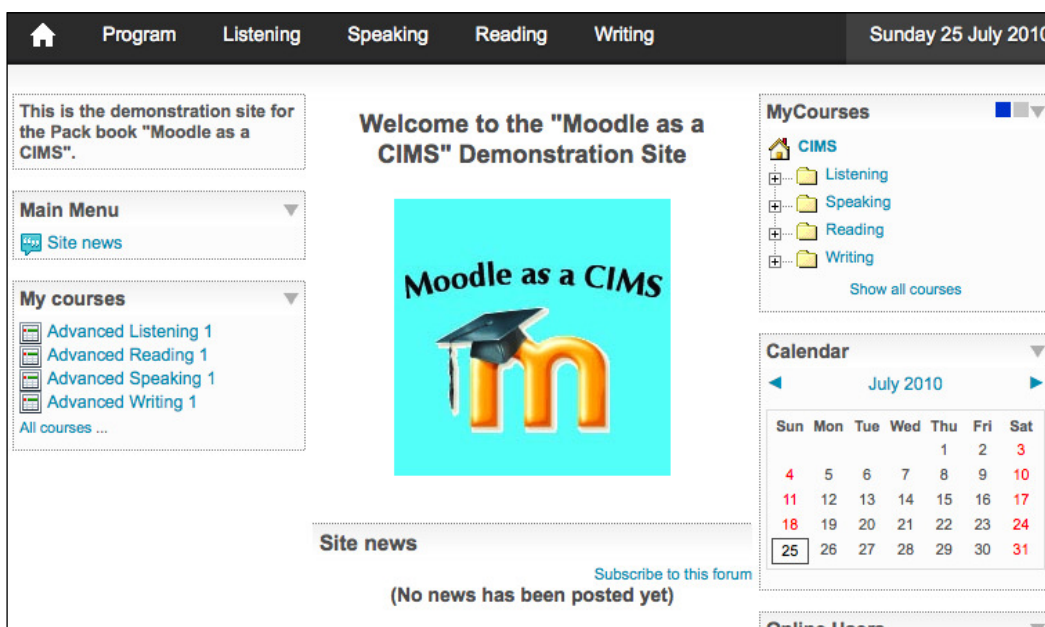 Program Listening Speaking Reading Writing Sunday 25 July 2010
This is the demonstration site for
the Pack book "Moodle as a
CIMS".
Main Menu
Site news
My courses
Advanced Listening 1
Advanced Reading 1
Advanced Speaking 1
Advanced Writing 1
All courses ...
Welcome to the "Moodle as a
CIMS" Demonstration Site
Moodle as a CIMS
m
Site news
Subscribe to this forum
(No news has been posted yet)
MyCourses
CIMS
Listening
Speaking
Reading
Writing
Show all courses
Calendar
July 2010
Sun Mon Tue Wed Thu Fri Sat
1 2 3
4 5 6 7 8 9 10
11 12 13 14 15 16 17
18 19 20 21 22 23 24
25 26 27 28 29 30 31
Online Users